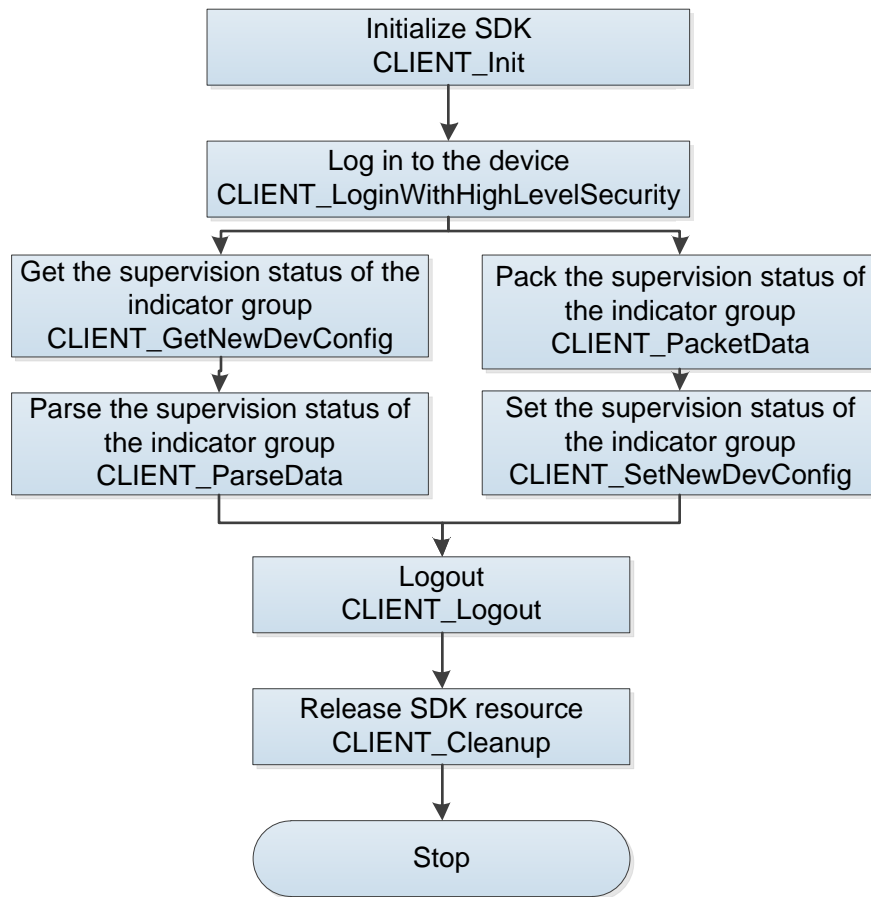 Initialize SDK
CLIENT_Init
Log in to the device
CLIENT_LoginWithHighLevelSecurity
Get the supervision status of the
indicator group
CLIENT_GetNewDevConfig
Pack the supervision status of
the indicator group
CLIENT_PacketData
Parse the supervision status of
the indicator group
CLIENT_ParseData
Set the supervision status of
the indicator group
CLIENT_SetNewDevConfig
Logout
CLIENT_Logout
Release SDK resource
CLIENT_Cleanup
Stop